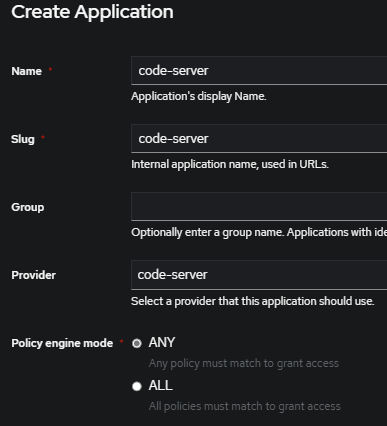 Create Application
Name * code-server
Application's display Name.
Slug * code-server
Internal application name, used in URLs.
Group
Optionally enter a group name. Applications with ide
Provider code-server
Select a provider that this application should use.
Policy engine mode * ANY
Any policy must match to grant access
ALL
All policies must match to grant access